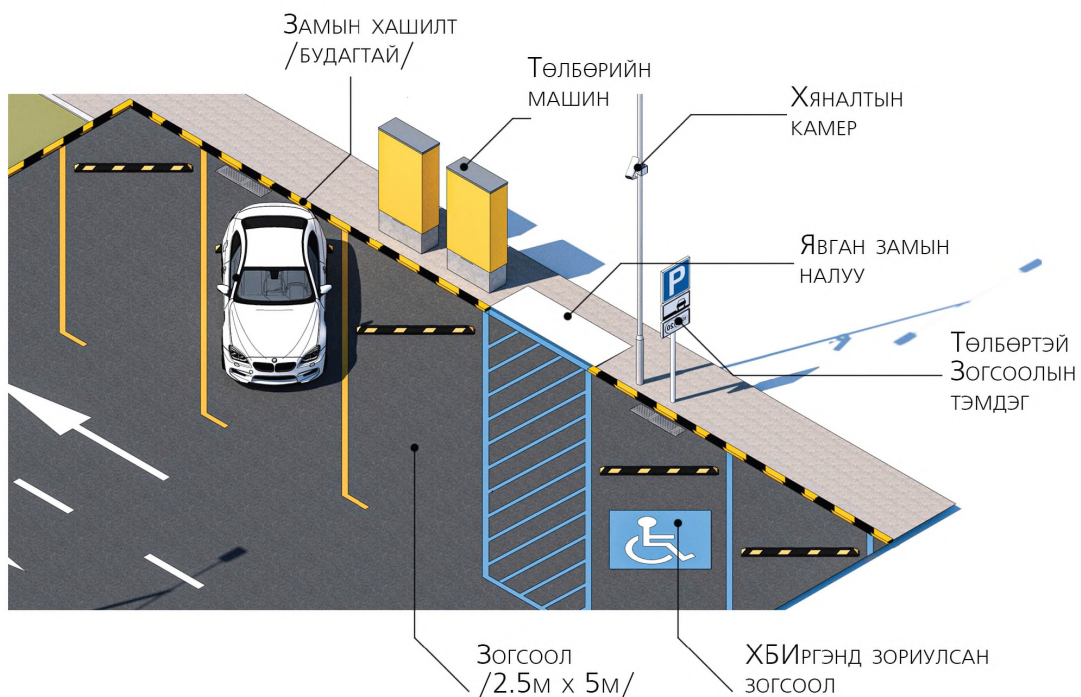 Замын хашилт
/будагтай/
Төлбөрийн
машин
Хяналтын
камер
Явган замын
налуу
P
Төлбөртэй
Зогсоолын
тэмдэг
Зогсоол
/2.5м х 5м/
ХБИргэнд зориулсан
зогсоол